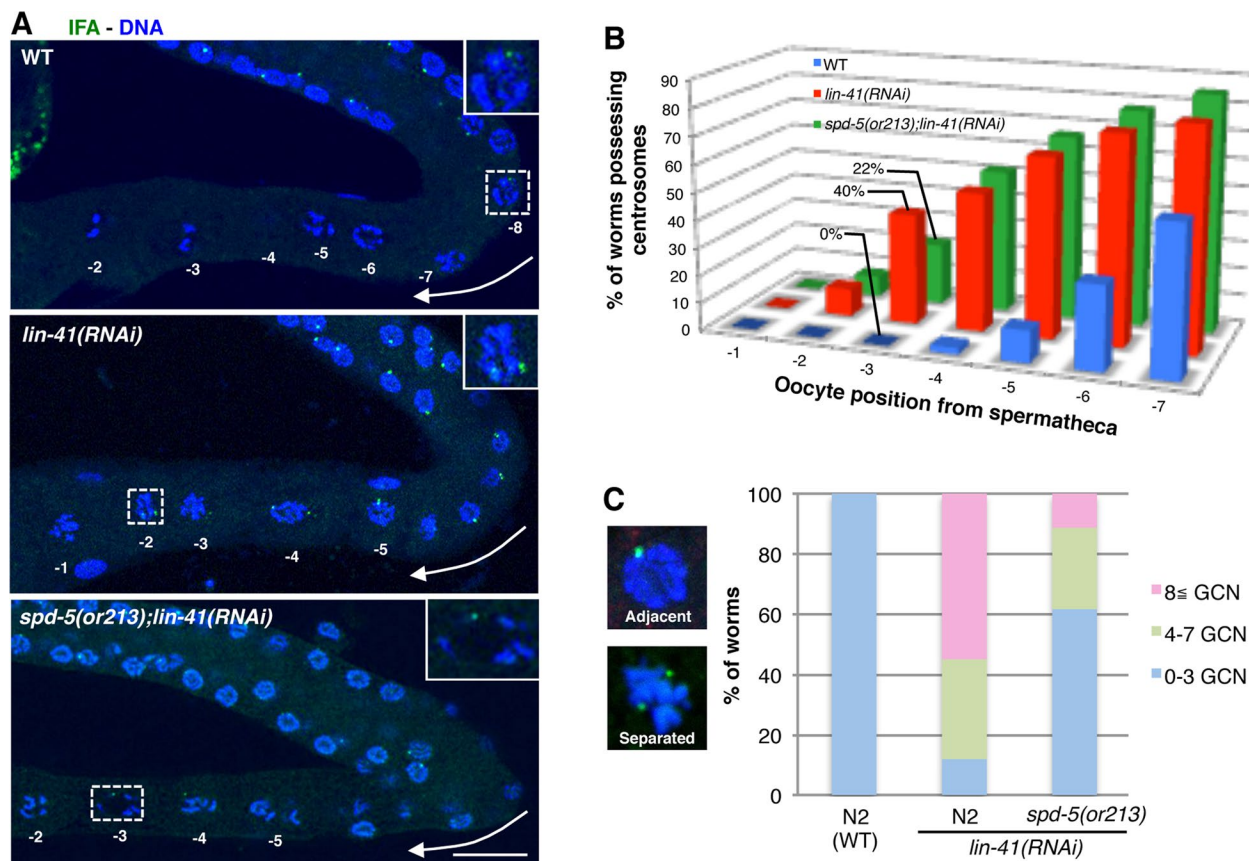 A
IFA - DNA
WT
-2
-3
-4
-5
-6
-7
-8
lin-41(RNAi)
-1
-2
-3
-4
-5
spd-5(or213);lin-41(RNAi)
-2
-3
-4
-5
B
WT
lin-41(RNAi)
spd-5(or213);lin-41(RNAi)
% of worms possessing
centrosomes
90
80
70
60
50
40
30
20
10
0
22%
40%
0%
-1
-2
-3
-4
-5
-6
-7
Oocyte position from spermatheca
C
Adjacent
Separated
% of worms
100
80
60
40
20
0
N2
(WT)
N2
spd-5(or213)
lin-41(RNAi)
8≦ GCN
4-7 GCN
0-3 GCN